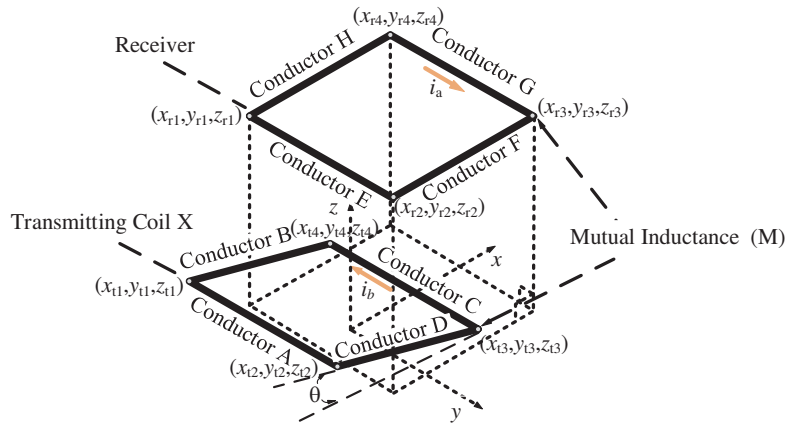 (xr4,yr4,zr4)
Receiver
Conductor H
Conductor G
ia
(xr1,yr1,zr1)
(xr3,yr3,zr3)
Conductor E
Conductor F
z
(xr2,yr2,zr2)
Transmitting Coil X
Conductor B
(xt4,yt4,zt4)
Mutual Inductance (M)
x
Conductor C
(xt1,yt1,zt1)
ib
Conductor A
Conductor D
(xt3,yt3,zt3)
(xt2,yt2,zt2)
θ
y